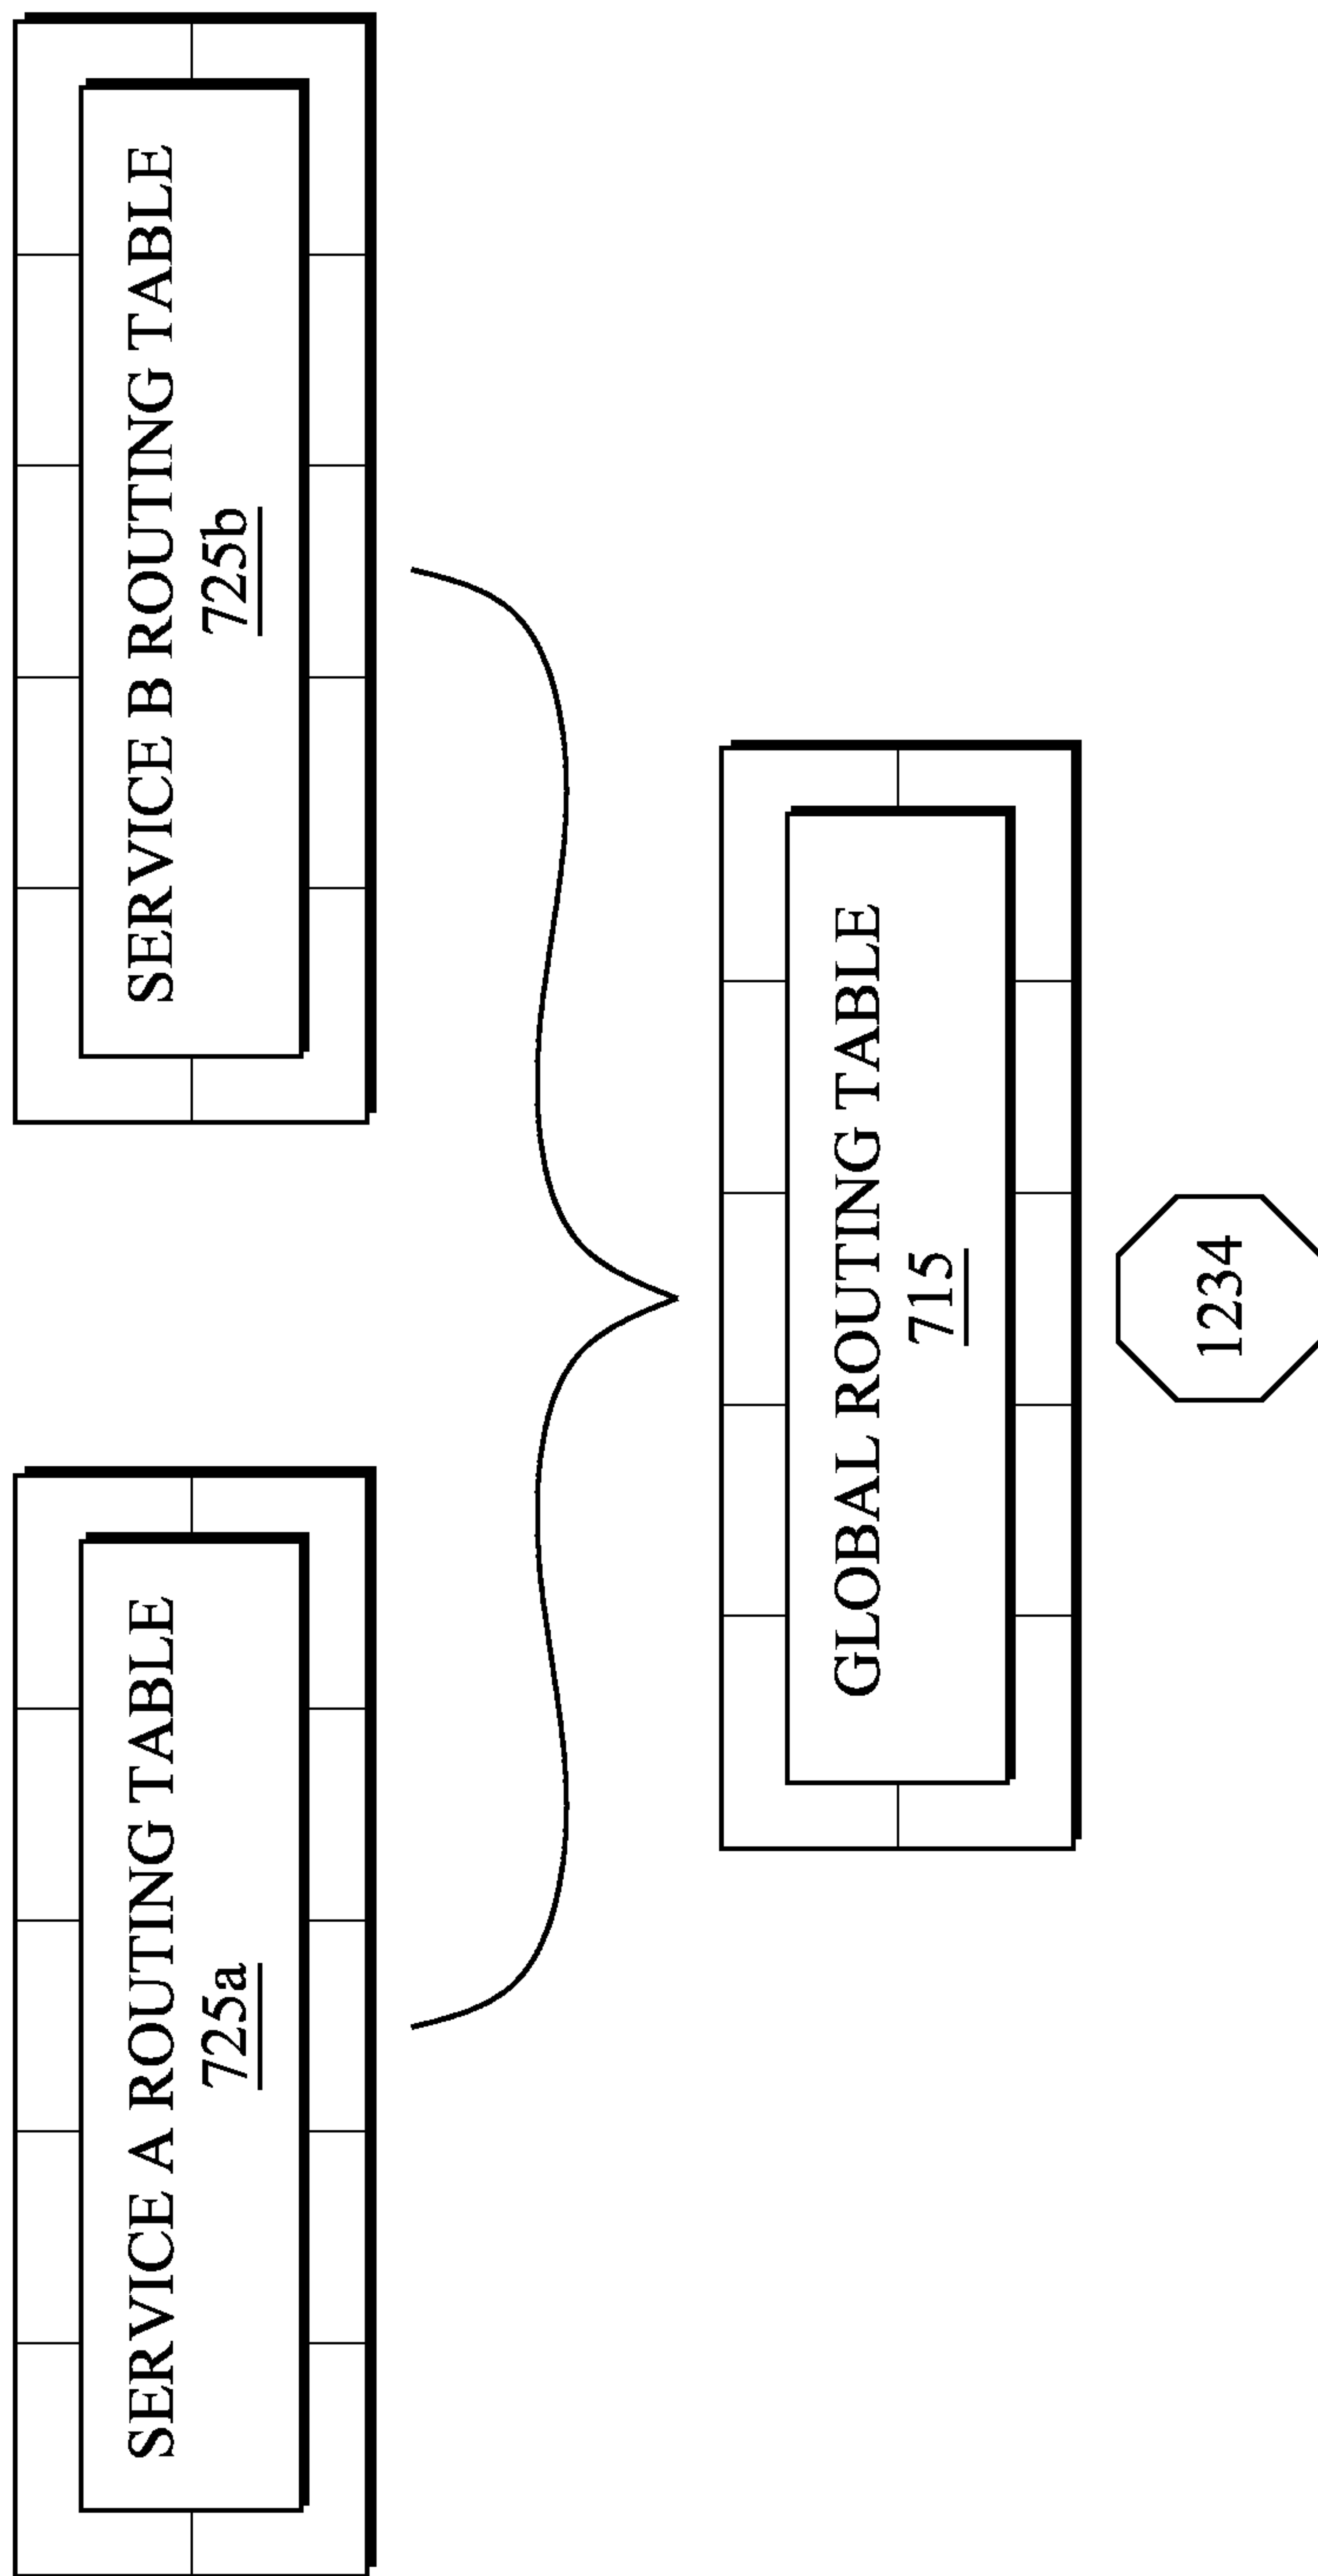 SERVICE A ROUTING TABLE
725a
SERVICE B ROUTING TABLE
725b
GLOBAL ROUTING TABLE
715
1234